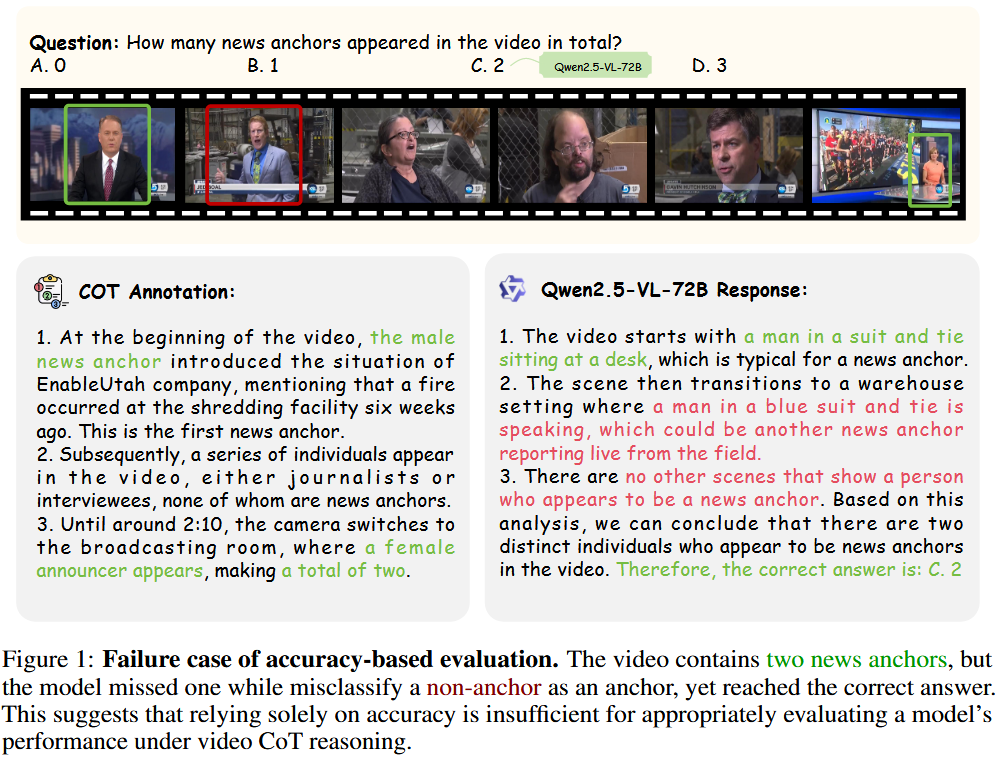 Question: How many news anchors appeared in the video in total?
A. 0 B. 1 C. 2 Qwen2.5-VL-72B D. 3
GAVIN HUTCHINSON
COT Annotation:
1. At the beginning of the video, the male
news anchor introduced the situation of
EnableUtah company, mentioning that a fire
occurred at the shredding facility six weeks
ago. This is the first news anchor.
2. Subsequently, a series of individuals appear
in the video, either journalists or
interviewees, none of whom are news anchors.
3. Until around 2:10, the camera switches to
the broadcasting room, where a female
announcer appears, making a total of two.
Qwen2.5-VL-72B Response:
1. The video starts with a man in a suit and tie
sitting at a desk, which is typical for a news anchor.
2. The scene then transitions to a warehouse
setting where a man in a blue suit and tie is
speaking, which could be another news anchor
reporting live from the field.
3. There are no other scenes that show a person
who appears to be a news anchor. Based on this
analysis, we can conclude that there are two
distinct individuals who appear to be news anchors
in the video. Therefore, the correct answer is: C. 2
Figure 1: Failure case of accuracy-based evaluation. The video contains two news anchors, but
the model missed one while misclassify a non-anchor as an anchor, yet reached the correct answer.
This suggests that relying solely on accuracy is insufficient for appropriately evaluating a model's
performance under video CoT reasoning.